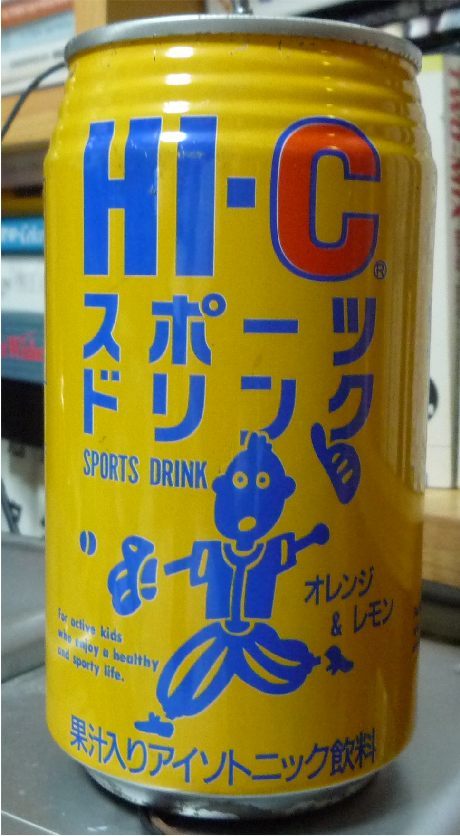 HI-C®
スポーツ
ドリンク
SPORTS DRINK
オレンジ
& レモン
For active kids
who enjoy a healthy
and sporty life.
果汁入りアイソトニック飲料